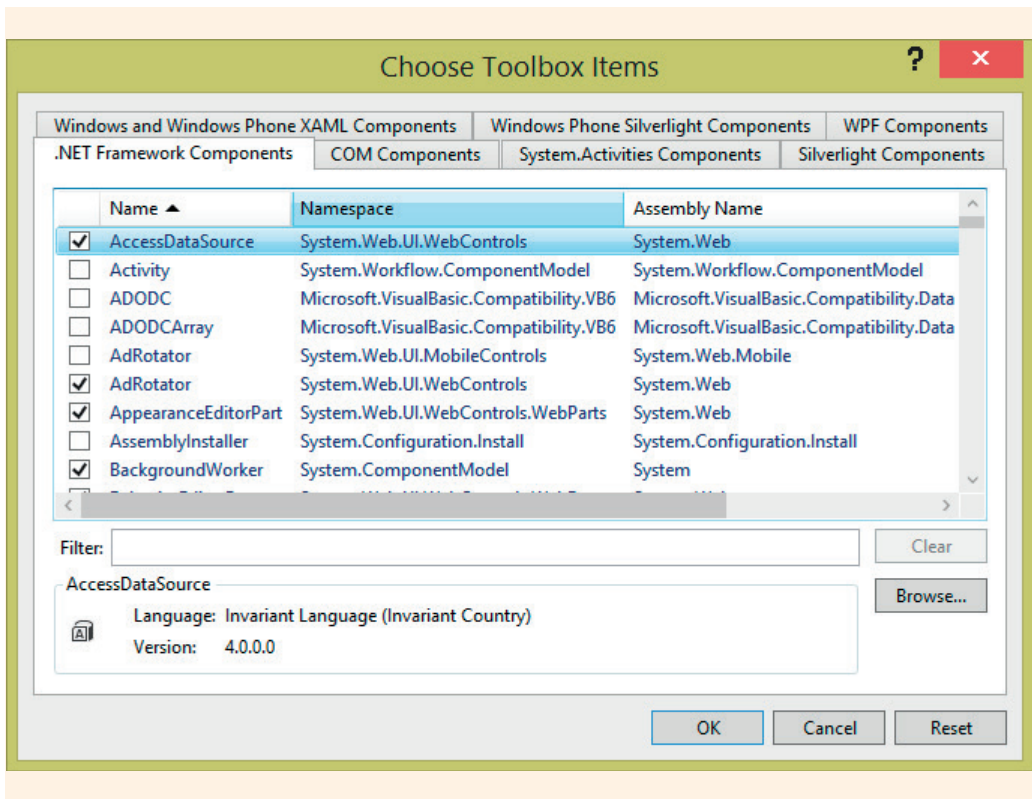 Choose Toolbox Items ? ×
Windows and Windows Phone XAML Components Windows Phone Silverlight Components WPF Components
.NET Framework Components COM Components System.Activities Components Silverlight Components
Name Namespace Assembly Name
AccessDataSource System.Web.UI.WebControls System.Web
Activity System.Workflow.ComponentModel System.Workflow.ComponentModel
ADODC Microsoft.VisualBasic.Compatibility.VB6 Microsoft.VisualBasic.Compatibility.Data
ADODCArray Microsoft.VisualBasic.Compatibility.VB6 Microsoft.VisualBasic.Compatibility.Data
AdRotator System.Web.UI.MobileControls System.Web.Mobile
AdRotator System.Web.UI.WebControls System.Web
AppearanceEditorPart System.Web.UI.WebControls.WebParts System.Web
AssemblyInstaller System.Configuration.Install System.Configuration.Install
BackgroundWorker System.ComponentModel System
Filter: Clear
AccessDataSource
Browse...
Language: Invariant Language (Invariant Country)
Version: 4.0.0.0
OK Cancel Reset